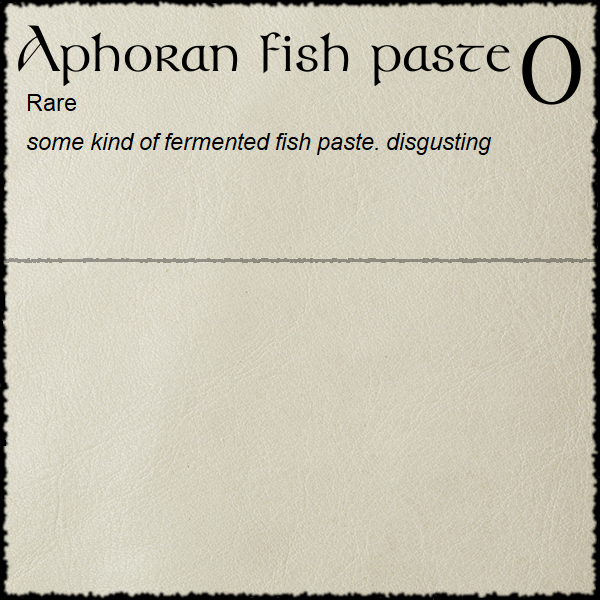 Aphoran fish paste 0
Rare
some kind of fermented fish paste. disgusting